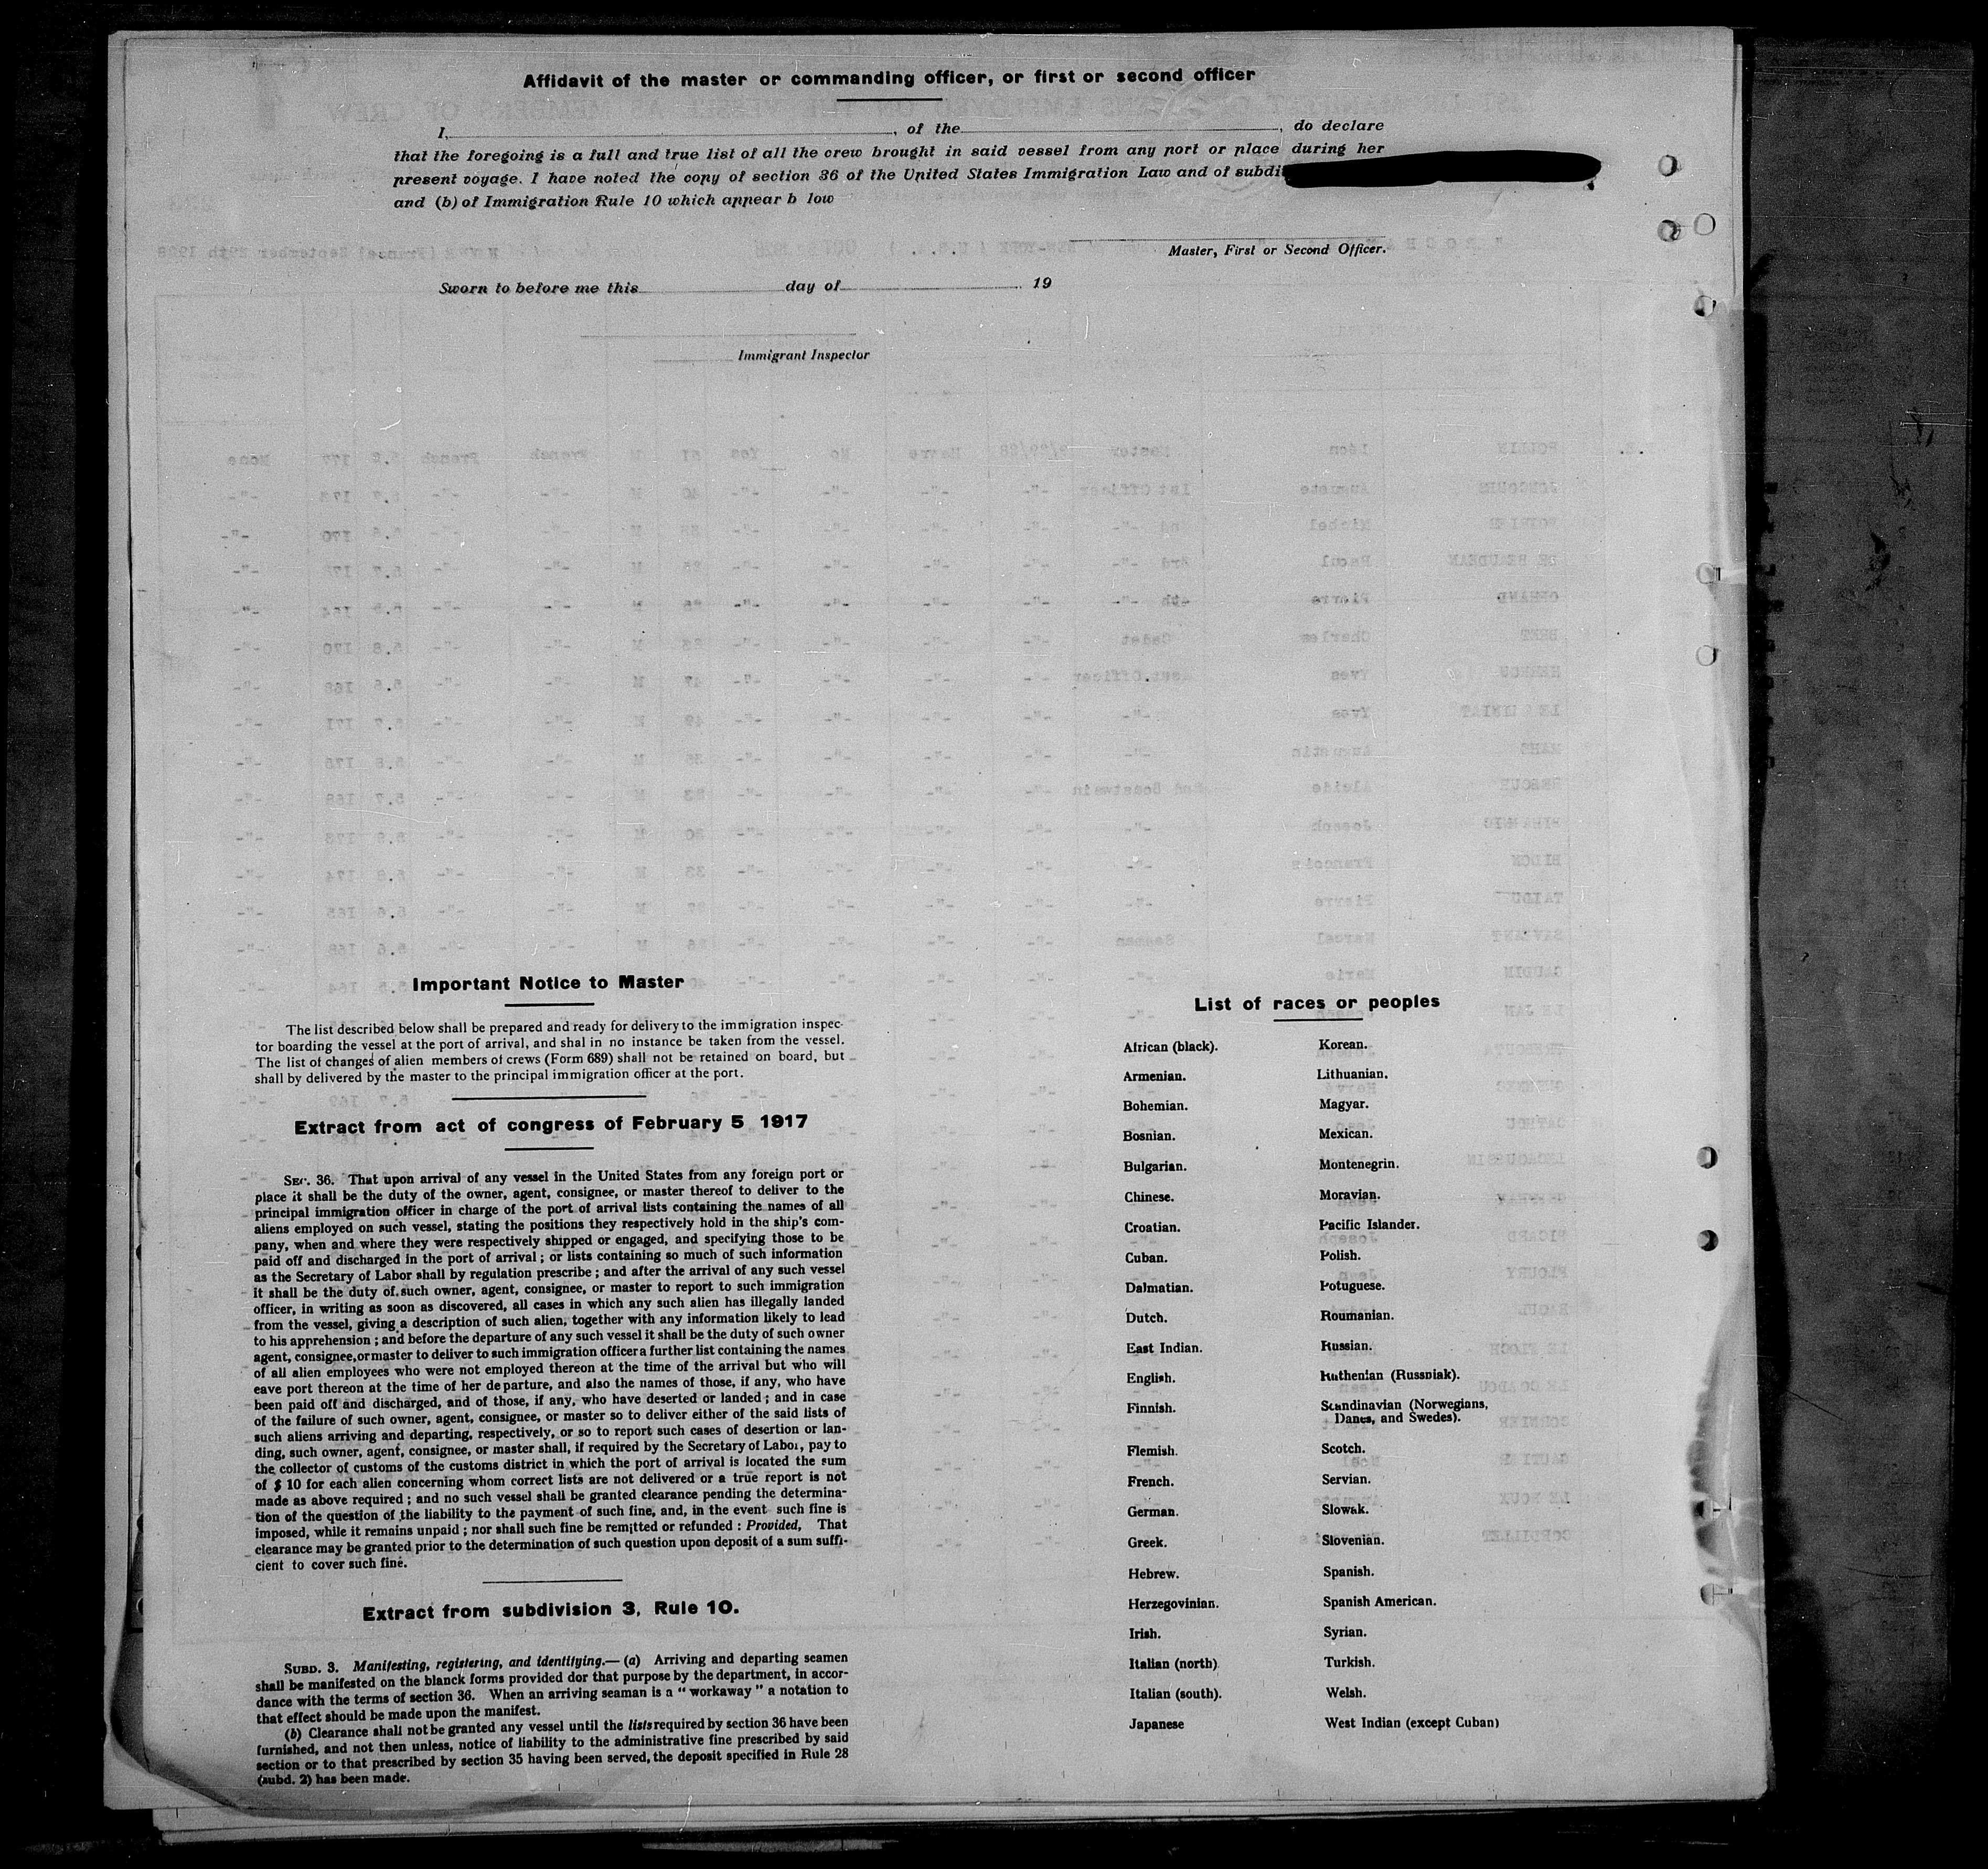 Affidavit of the master or commanding officer, or first or second officer
I, , of the , do declare
that the foregoing is a full and true list of all the crew brought in said vessel from any port or place during her
present voyage. I have noted the copy of section 36 of the United States Immigration Law and of subdi
and (b) of Immigration Rule 10 which appear b low
Master, First or Second Officer.
Sworn to before me this day of 19
Immigrant Inspector
Important Notice to Master
The list described below shall be prepared and ready for delivery to the immigration inspec-
tor boarding the vessel at the port of arrival, and shal in no instance be taken from the vessel.
The list of changes of alien members of crews (Form 689) shall not be retained on board, but
shall by delivered by the master to the principal immigration officer at the port.
Extract from act of congress of February 5 1917
SEC. 36. That upon arrival of any vessel in the United States from any foreign port or
place it shall be the duty of the owner, agent, consignee, or master thereof to deliver to the
principal immigration officer in charge of the port of arrival lists containing the names of all
aliens employed on such vessel, stating the positions they respectively hold in the ship's com-
pany, when and where they were respectively shipped or engaged, and specifying those to be
paid off and discharged in the port of arrival; or lists containing so much of such information
as the Secretary of Labor shall by regulation prescribe; and after the arrival of any such vessel
it shall be the duty of such owner, agent, consignee, or master to report to such immigration
officer, in writing as soon as discovered, all cases in which any such alien has illegally landed
from the vessel, giving a description of such alien, together with any information likely to lead
to his apprehension; and before the departure of any such vessel it shall be the duty of such owner
agent, consignee, or master to deliver to such immigration officer a further list containing the names
of all alien employees who were not employed thereon at the time of the arrival but who will
eave port thereon at the time of her departure, and also the names of those, if any, who have
been paid off and discharged, and of those, if any, who have deserted or landed; and in case
of the failure of such owner, agent, consignee, or master so to deliver either of the said lists of
such aliens arriving and departing, respectively, or so to report such cases of desertion or lan-
ding, such owner, agent, consignee, or master shall, if required by the Secretary of Labor, pay to
the collector of customs of the customs district in which the port of arrival is located the sum
of $ 10 for each alien concerning whom correct lists are not delivered or a true report is not
made as above required; and no such vessel shall be granted clearance pending the determina-
tion of the question of the liability to the payment of such fine, and, in the event such fine is
imposed, while it remains unpaid; nor shall such fine be remitted or refunded: Provided, That
clearance may be granted prior to the determination of such question upon deposit of a sum suffi-
cient to cover such fine.
Extract from subdivision 3, Rule 10.
SUBD. 3. Manifesting, registering, and identifying.— (a) Arriving and departing seamen
shall be manifested on the blanck forms provided dor that purpose by the department, in accor-
dance with the terms of section 36. When an arriving seaman is a "workaway" a notation to
that effect should be made upon the manifest.
(b) Clearance shall not be granted any vessel until the lists required by section 36 have been
furnished, and not then unless, notice of liability to the administrative fine prescribed by said
section or to that prescribed by section 35 having been served, the deposit specified in Rule 28
(subd. 2) has been made.
List of races or peoples
African (black).
Armenian.
Bohemian.
Bosnian.
Bulgarian.
Chinese.
Croatian.
Cuban.
Dalmatian.
Dutch.
East Indian.
English.
Finnish.
Flemish.
French.
German.
Greek.
Hebrew.
Herzegovinian.
Irish.
Italian (north)
Italian (south).
Japanese
Korean.
Lithuanian.
Magyar.
Mexican.
Montenegrin.
Moravian.
Pacific Islander.
Polish.
Potuguese.
Roumanian.
Russian.
Ruthenian (Russniak).
Scandinavian (Norwegians,
Danes, and Swedes).
Scotch.
Servian.
Slowak.
Slovenian.
Spanish.
Spanish American.
Syrian.
Turkish.
Welsh.
West Indian (except Cuban)